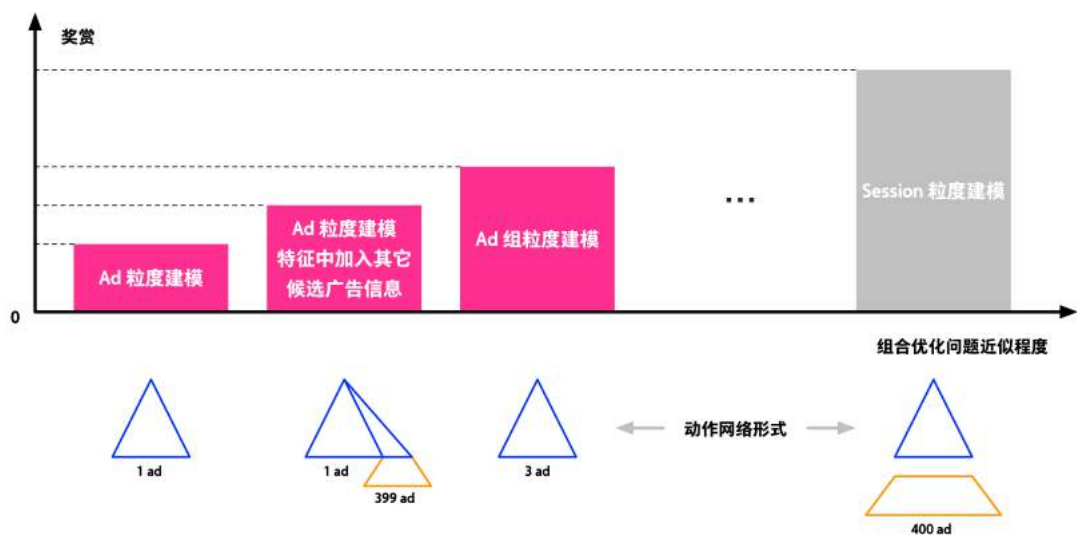 奖赏
Session 粒度建模
...
Ad 粒度建模
特征中加入其它
候选广告信息
Ad 组粒度建模
Ad 粒度建模
0
组合优化问题近似程度
动作网络形式
1 ad
1 ad
3 ad
399 ad
400 ad